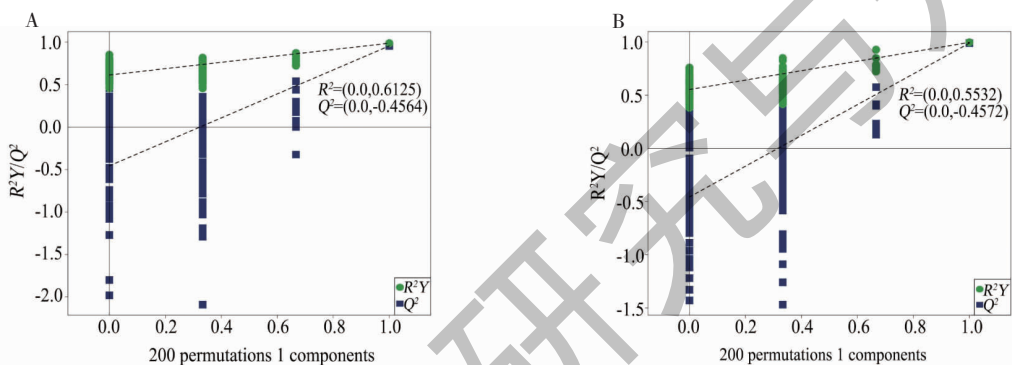 A
R²Y/Q²
1.0
0.5
0.0
-0.5
-1.0
-1.5
-2.0
R²=(0.0,0.6125)
Q²=(0.0,-0.4564)
R²Y
Q²
0.0 0.2 0.4 0.6 0.8 1.0
200 permutations 1 components
B
R²Y/Q²
1.0
0.5
0.0
-0.5
-1.0
-1.5
R²=(0.0,0.5532)
Q²=(0.0,-0.4572)
R²Y
Q²
0.0 0.2 0.4 0.6 0.8 1.0
200 permutations 1 components
研究与